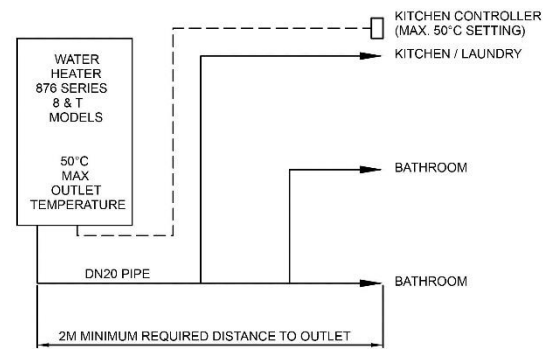 KITCHEN CONTROLLER
(MAX. 50°C SETTING)
KITCHEN / LAUNDRY
WATER
HEATER
876 SERIES
8 & T
MODELS
50°C
MAX
OUTLET
TEMPERATURE
BATHROOM
DN20 PIPE
BATHROOM
2M MINIMUM REQUIRED DISTANCE TO OUTLET